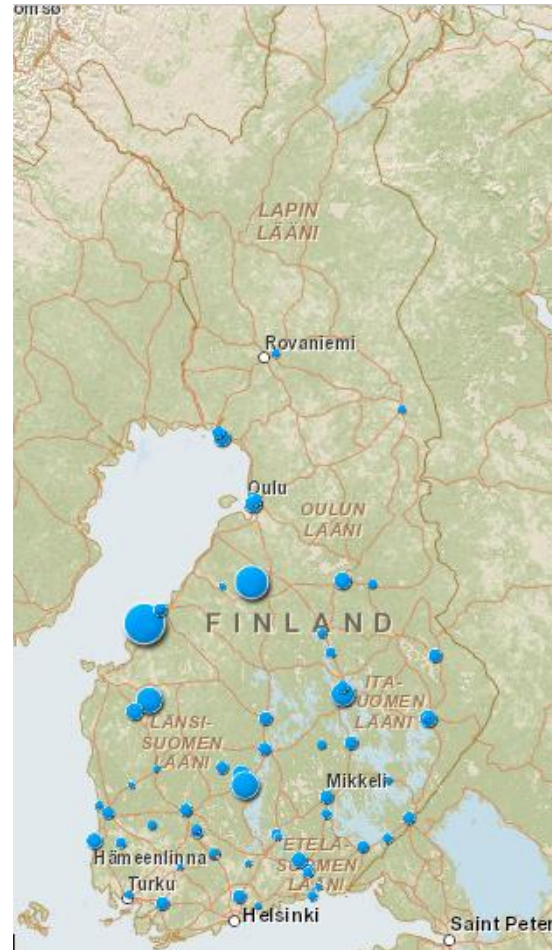 om sø
LAPIN
LÄÄNI
Rovaniemi
Oulu
OULUN
LÄÄNI
FINLAND
ITÄ-
SUOMEN
LÄÄNI
LÄNSI-
SUOMEN
LÄÄNI
Mikkeli
ETELÄ-
SUOMEN
LÄÄNI
Hämeenlinna
Turku
Helsinki
Saint Peter